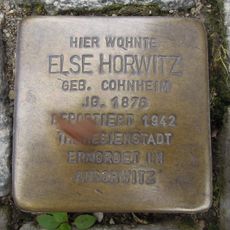 HIER WOHNTE
ELSE HORWITZ
GEB. COHNHEIM
JG. 1876
DEPORTIERT 1942
THERESIENSTADT
ERMORDET IN
AUSCHWITZ